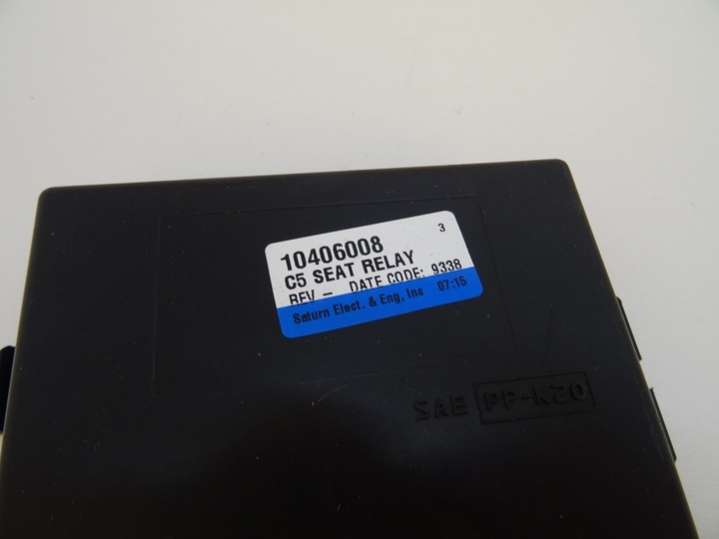 3
10406008
C5 SEAT RELAY
REV - DATE CODE: 9338
Saturn Elect. & Eng, Inc 07:15
SAE PP-K20